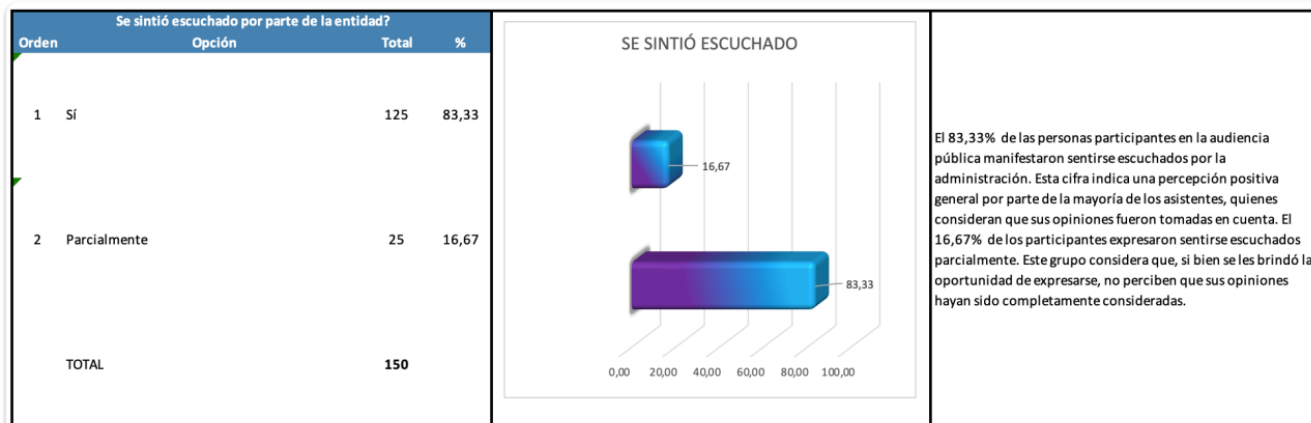 Se sintió escuchado por parte de la entidad?
Orden Opción Total %
1 Sí 125 83,33
2 Parcialmente 25 16,67
TOTAL 150
SE SINTIÓ ESCUCHADO
16,67
83,33
0,00 20,00 40,00 60,00 80,00 100,00
El 83,33% de las personas participantes en la audiencia
pública manifestaron sentirse escuchados por la
administración. Esta cifra indica una percepción positiva
general por parte de la mayoría de los asistentes, quienes
consideran que sus opiniones fueron tomadas en cuenta. El
16,67% de los participantes expresaron sentirse escuchados
parcialmente. Este grupo considera que, si bien se les brindó la
oportunidad de expresarse, no perciben que sus opiniones
hayan sido completamente consideradas.